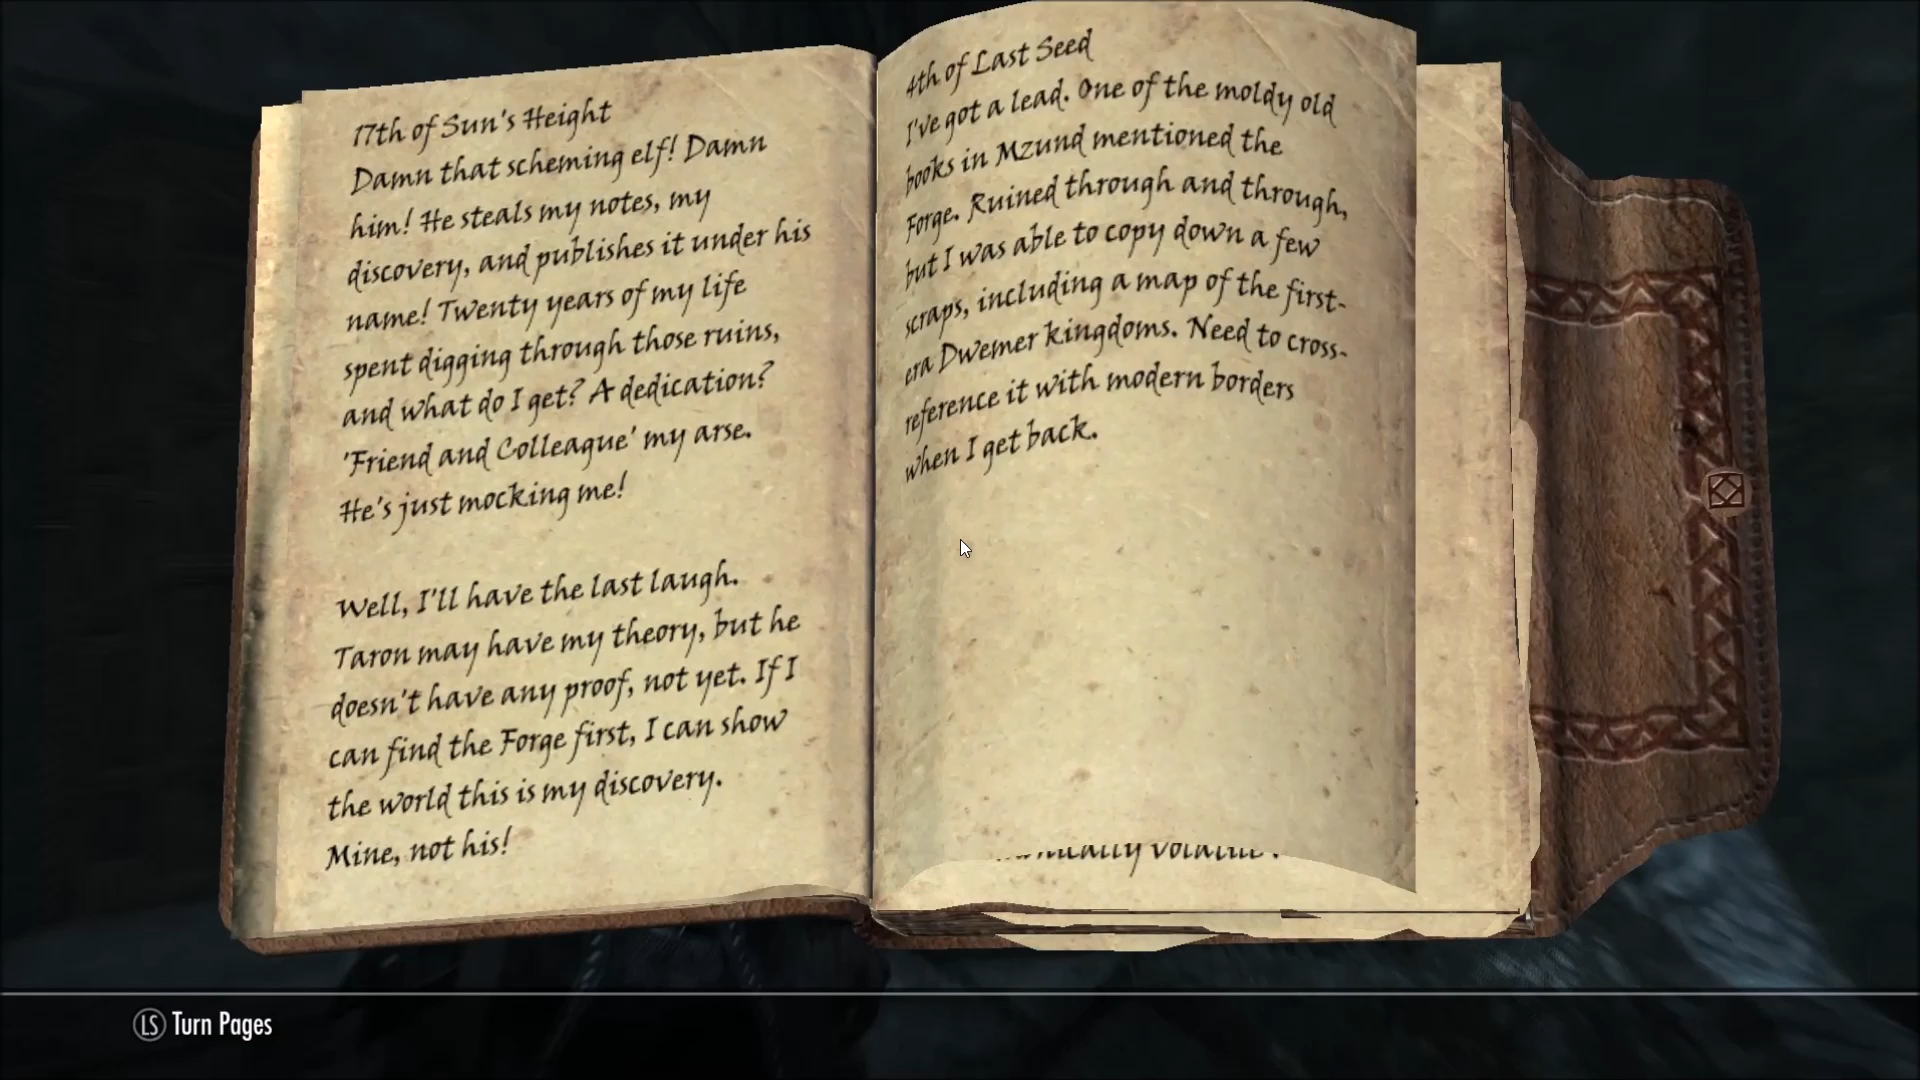 17th of Sun's Height
Damn that scheming elf! Damn
him! He steals my notes, my
discovery, and publishes it under his
name! Twenty years of my life
spent digging through those ruins,
and what do I get? A dedication?
'Friend and Colleague' my arse.
He's just mocking me!
Well, I'll have the last laugh.
Taron may have my theory, but he
doesn't have any proof, not yet. If I
can find the Forge first, I can show
the world this is my discovery.
Mine, not his!
4th of Last Seed
I've got a lead. One of the moldy old
books in Mzund mentioned the
Forge. Ruined through and through,
but I was able to copy down a few
scraps, including a map of the first-
era Dwemer kingdoms. Need to cross-
reference it with modern borders
when I get back.
LS Turn Pages